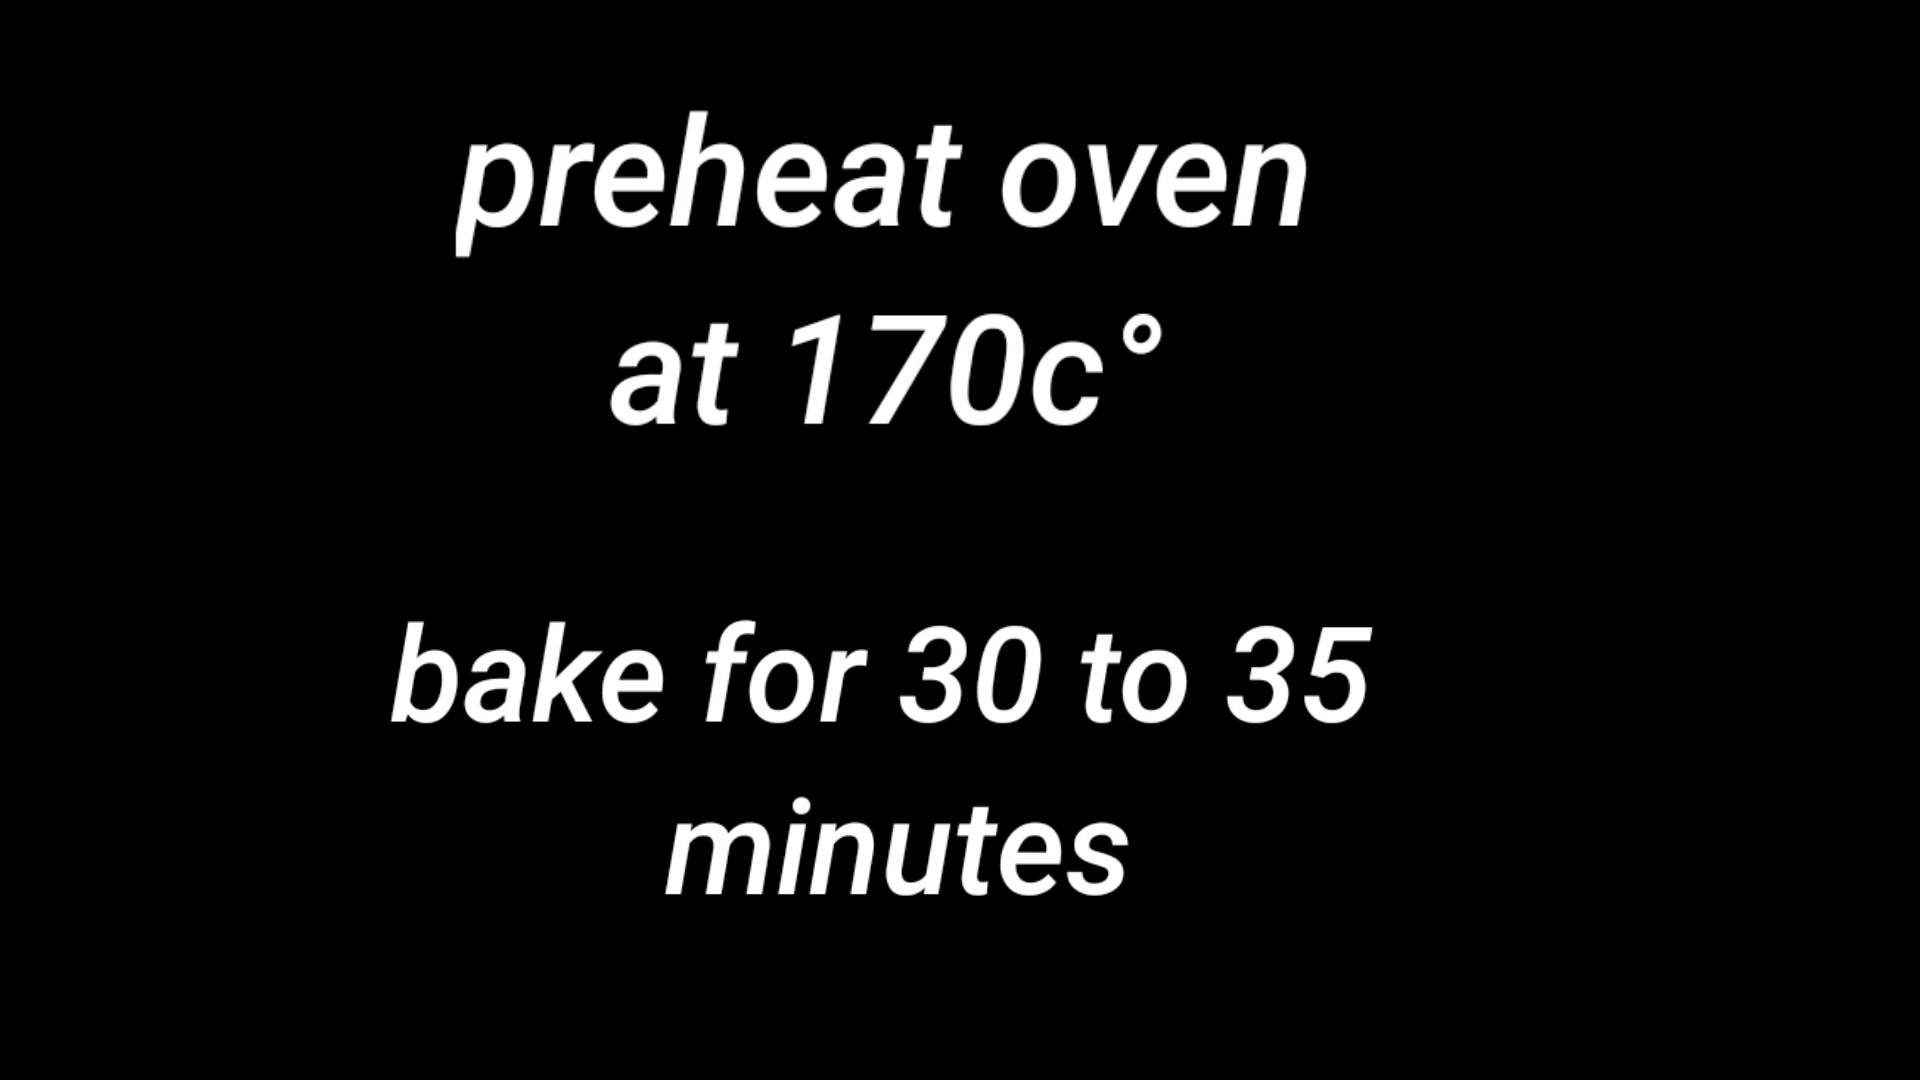 preheat oven
at 170c°
bake for 30 to 35
minutes